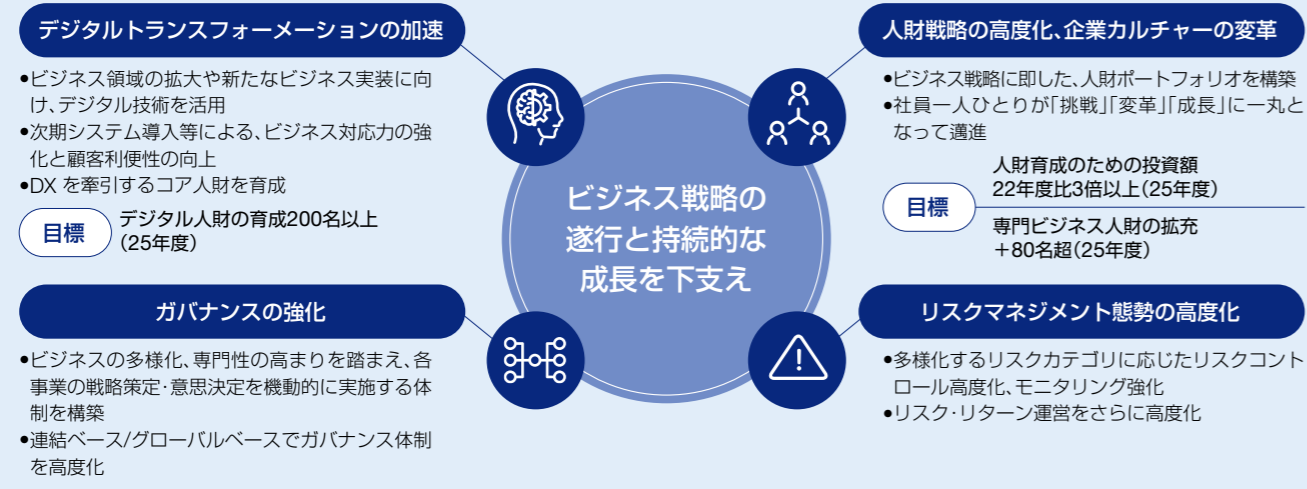 デジタルトランスフォーメーションの加速
•ビジネス領域の拡大や新たなビジネス実装に向
け、デジタル技術を活用
•次期システム導入等による、ビジネス対応力の強
化と顧客利便性の向上
•DX を牽引するコア人財を育成
目標
デジタル人財の育成200名以上
(25年度)
人財戦略の高度化、企業カルチャーの変革
•ビジネス戦略に即した、人財ポートフォリオを構築
•社員一人ひとりが「挑戦」「変革」「成長」に一丸と
なって邁進
目標
人財育成のための投資額
22年度比3倍以上(25年度)
専門ビジネス人財の拡充
+80名超(25年度)
ビジネス戦略の
遂行と持続的な
成長を下支え
ガバナンスの強化
•ビジネスの多様化、専門性の高まりを踏まえ、各
事業の戦略策定・意思決定を機動的に実施する体
制を構築
•連結ベース/グローバルベースでガバナンス体制
を高度化
リスクマネジメント態勢の高度化
•多様化するリスクカテゴリに応じたリスクコント
ロール高度化、モニタリング強化
•リスク・リターン運営をさらに高度化